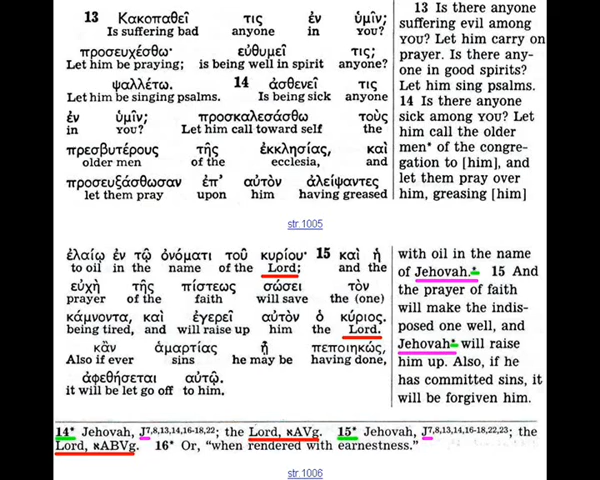 13 Κακοπαθεῖ τις ἐν ὑμῖν;
Is suffering bad anyone in YOU?
προσευχέσθω· εὐθυμεῖ τις;
Let him be praying; is being well in spirit anyone?
ψαλλέτω. 14 ἀσθενεῖ τις
Let him be singing psalms. Is being sick anyone
ἐν ὑμῖν; προσκαλεσάσθω τοὺς
in YOU? Let him call toward self the
πρεσβυτέρους τῆς ἐκκλησίας, καὶ
older men of the ecclesia, and
προσευξάσθωσαν ἐπ' αὐτὸν ἀλείψαντες
let them pray upon him having greased
13 Is there anyone
suffering evil among
YOU? Let him carry on
prayer. Is there any-
one in good spirits?
Let him sing psalms.
14 Is there anyone
sick among YOU? Let
him call the older
men* of the congre-
gation to [him], and
let them pray over
him, greasing [him]
str.1005
ἐλαίῳ ἐν τῷ ὀνόματι τοῦ κυρίου· 15 καὶ ἡ
to oil in the name of the Lord; and the
εὐχὴ τῆς πίστεως σώσει τὸν
prayer of the faith will save the (one)
κάμνοντα, καὶ ἐγερεῖ αὐτὸν ὁ κύριος.
being tired, and will raise up him the Lord.
κἂν ἁμαρτίας ᾖ πεποιηκώς,
Also if ever sins he may be having done,
ἀφεθήσεται αὐτῷ.
it will be let go off to him.
with oil in the name
of Jehovah.* 15 And
the prayer of faith
will make the indis-
posed one well, and
Jehovah* will raise
him up. Also, if he
has committed sins, it
will be forgiven him.
14* Jehovah, J7,8,13,14,16-18,22; the Lord, אAVg. 15* Jehovah, J7,8,13,14,16-18,22,23; the
Lord, אABVg. 16* Or, “when rendered with earnestness.”
str.1006